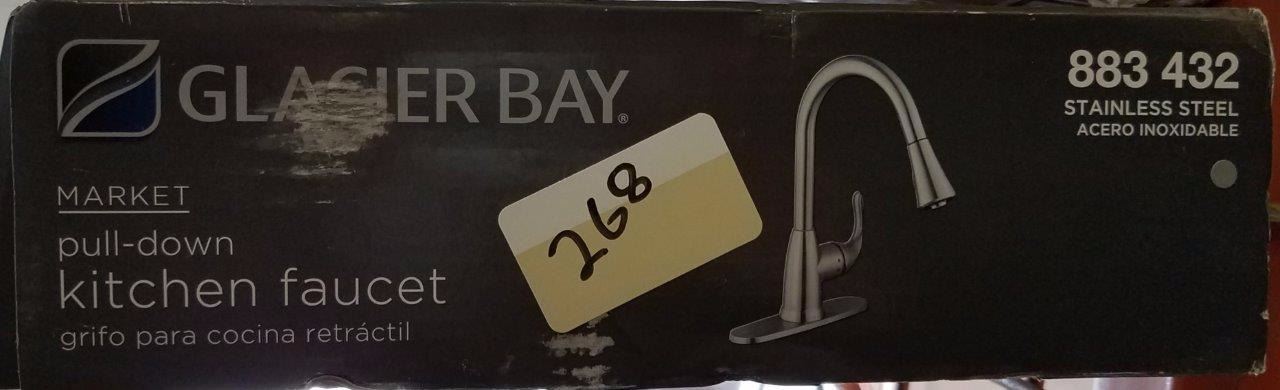 GLACIER BAY®
MARKET
pull-down
kitchen faucet
grifo para cocina retráctil
268
883 432
STAINLESS STEEL
ACERO INOXIDABLE